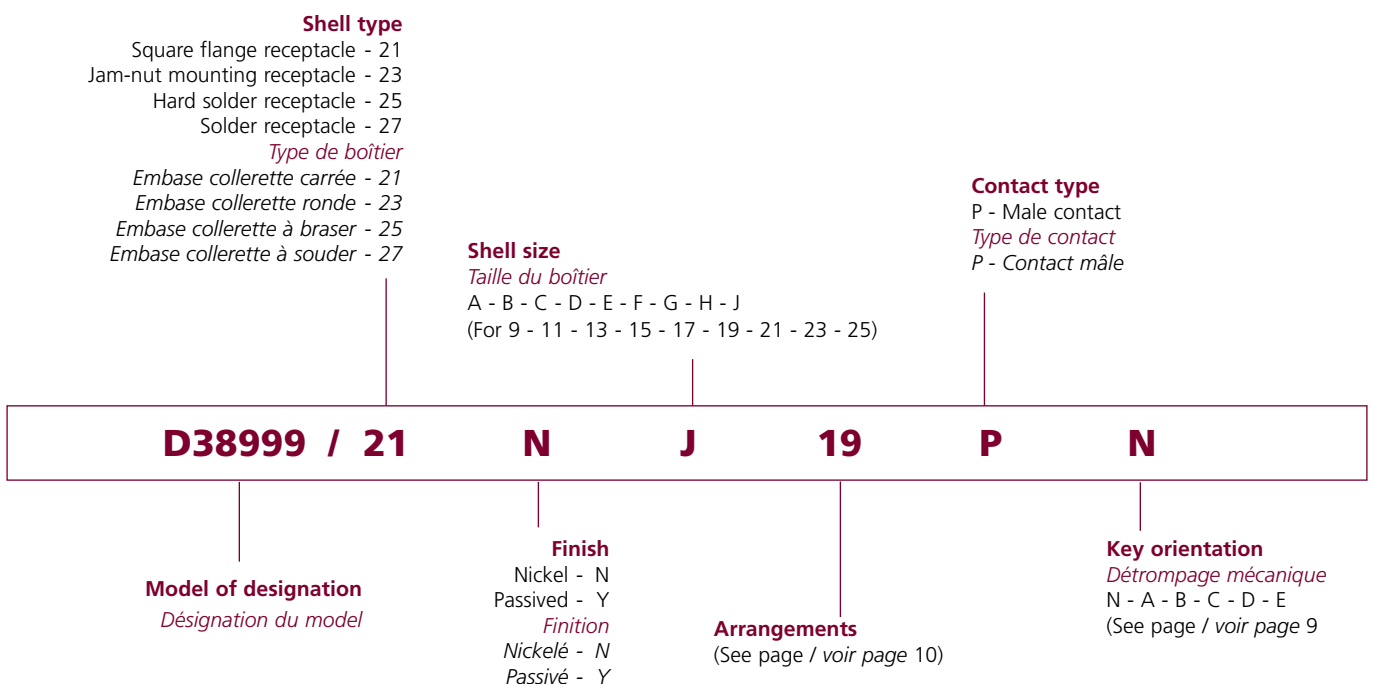 Shell type
Square flange receptacle - 21
Jam-nut mounting receptacle - 23
Hard solder receptacle - 25
Solder receptacle - 27
Type de boîtier
Embase collerette carrée - 21
Embase collerette ronde - 23
Embase collerette à braser - 25
Embase collerette à souder - 27
Shell size
Taille du boîtier
A - B - C - D - E - F - G - H - J
(For 9 - 11 - 13 - 15 - 17 - 19 - 21 - 23 - 25)
Contact type
P - Male contact
Type de contact
P - Contact mâle
D38999 / 21 N J 19 P N
Model of designation
Désignation du model
Finish
Nickel - N
Passived - Y
Finition
Nickelé - N
Passivé - Y
Arrangements
(See page / voir page 10)
Key orientation
Détrompage mécanique
N - A - B - C - D - E
(See page / voir page 9